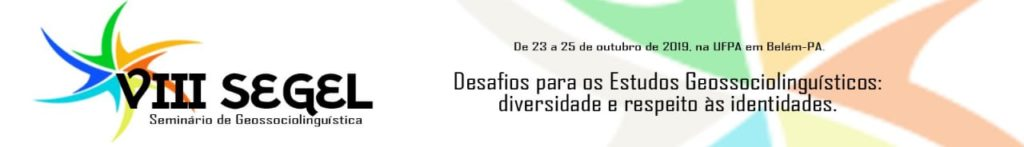 VIII SEGEL
Seminário de Geossociolinguística
De 23 a 25 de outubro de 2019, na UFPA em Belém-PA.
Desafios para os Estudos Geossociolinguísticos:
diversidade e respeito às identidades.